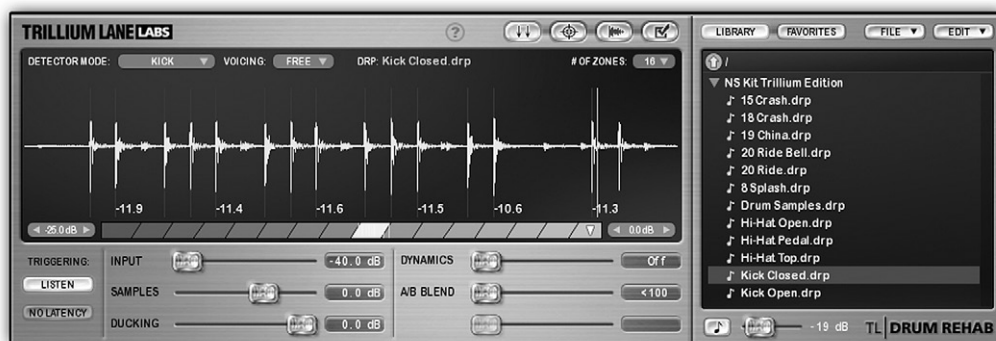 TRILLIUM LANE LABS
?
DETECTOR MODE: KICK VOICING: FREE DRP: Kick Closed.drp # OF ZONES: 16
-11.9 -11.4 -11.6 -11.5 -10.6 -11.3
-25.0 dB 0.0 dB
TRIGGERING:
LISTEN
NO LATENCY
INPUT -40.0 dB
SAMPLES 0.0 dB
DUCKING 0.0 dB
DYNAMICS Off
A/B BLEND <100
LIBRARY FAVORITES FILE EDIT
/
NS Kit Trillium Edition
15 Crash.drp
18 Crash.drp
19 China.drp
20 Ride Bell.drp
20 Ride.drp
8 Splash.drp
Drum Samples.drp
Hi-Hat Open.drp
Hi-Hat Pedal.drp
Hi-Hat Top.drp
Kick Closed.drp
Kick Open.drp
-19 dB TL DRUM REHAB